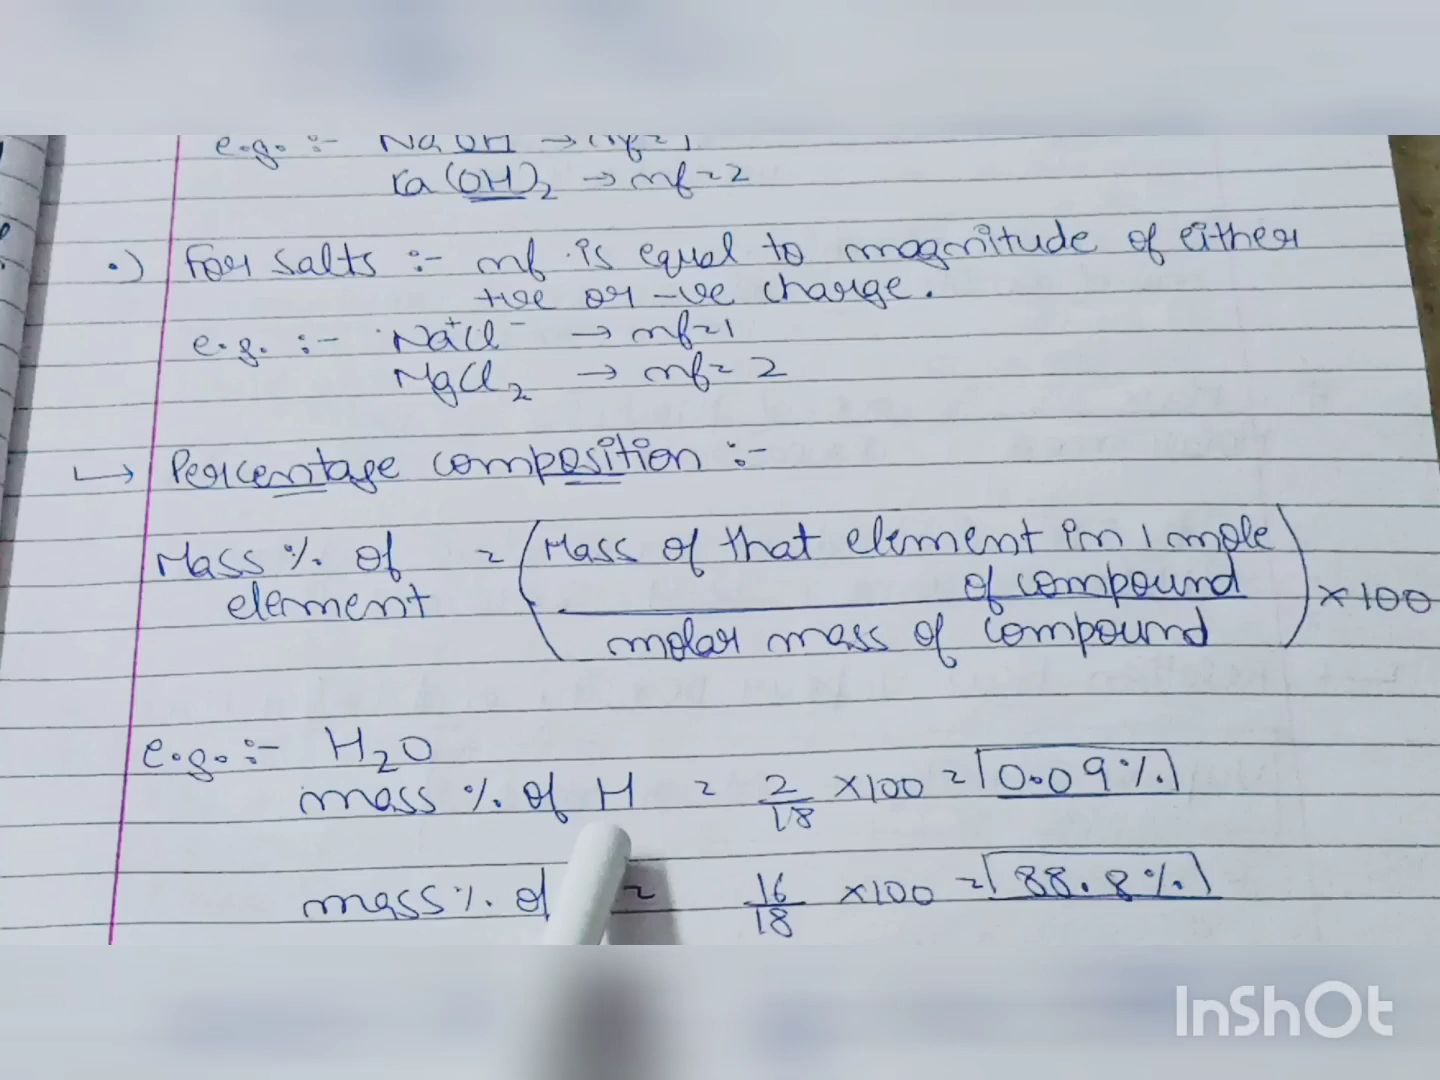 e.g. :- NaOH → nf=1
Ca(OH)2 → nf=2
•) For salts :- nf is equal to magnitude of either
+ve or -ve charge.
e.g. :- Na+Cl- → nf=1
MgCl2 → nf= 2
↳ Percentage composition :-
Mass % of element = (Mass of that element in 1 mole of compound / molar mass of compound) ×100
e.g. :- H2O
mass % of H = 2/18 ×100 = 0.09%
mass % of = 16/18 ×100 = 88.8%
InShOt